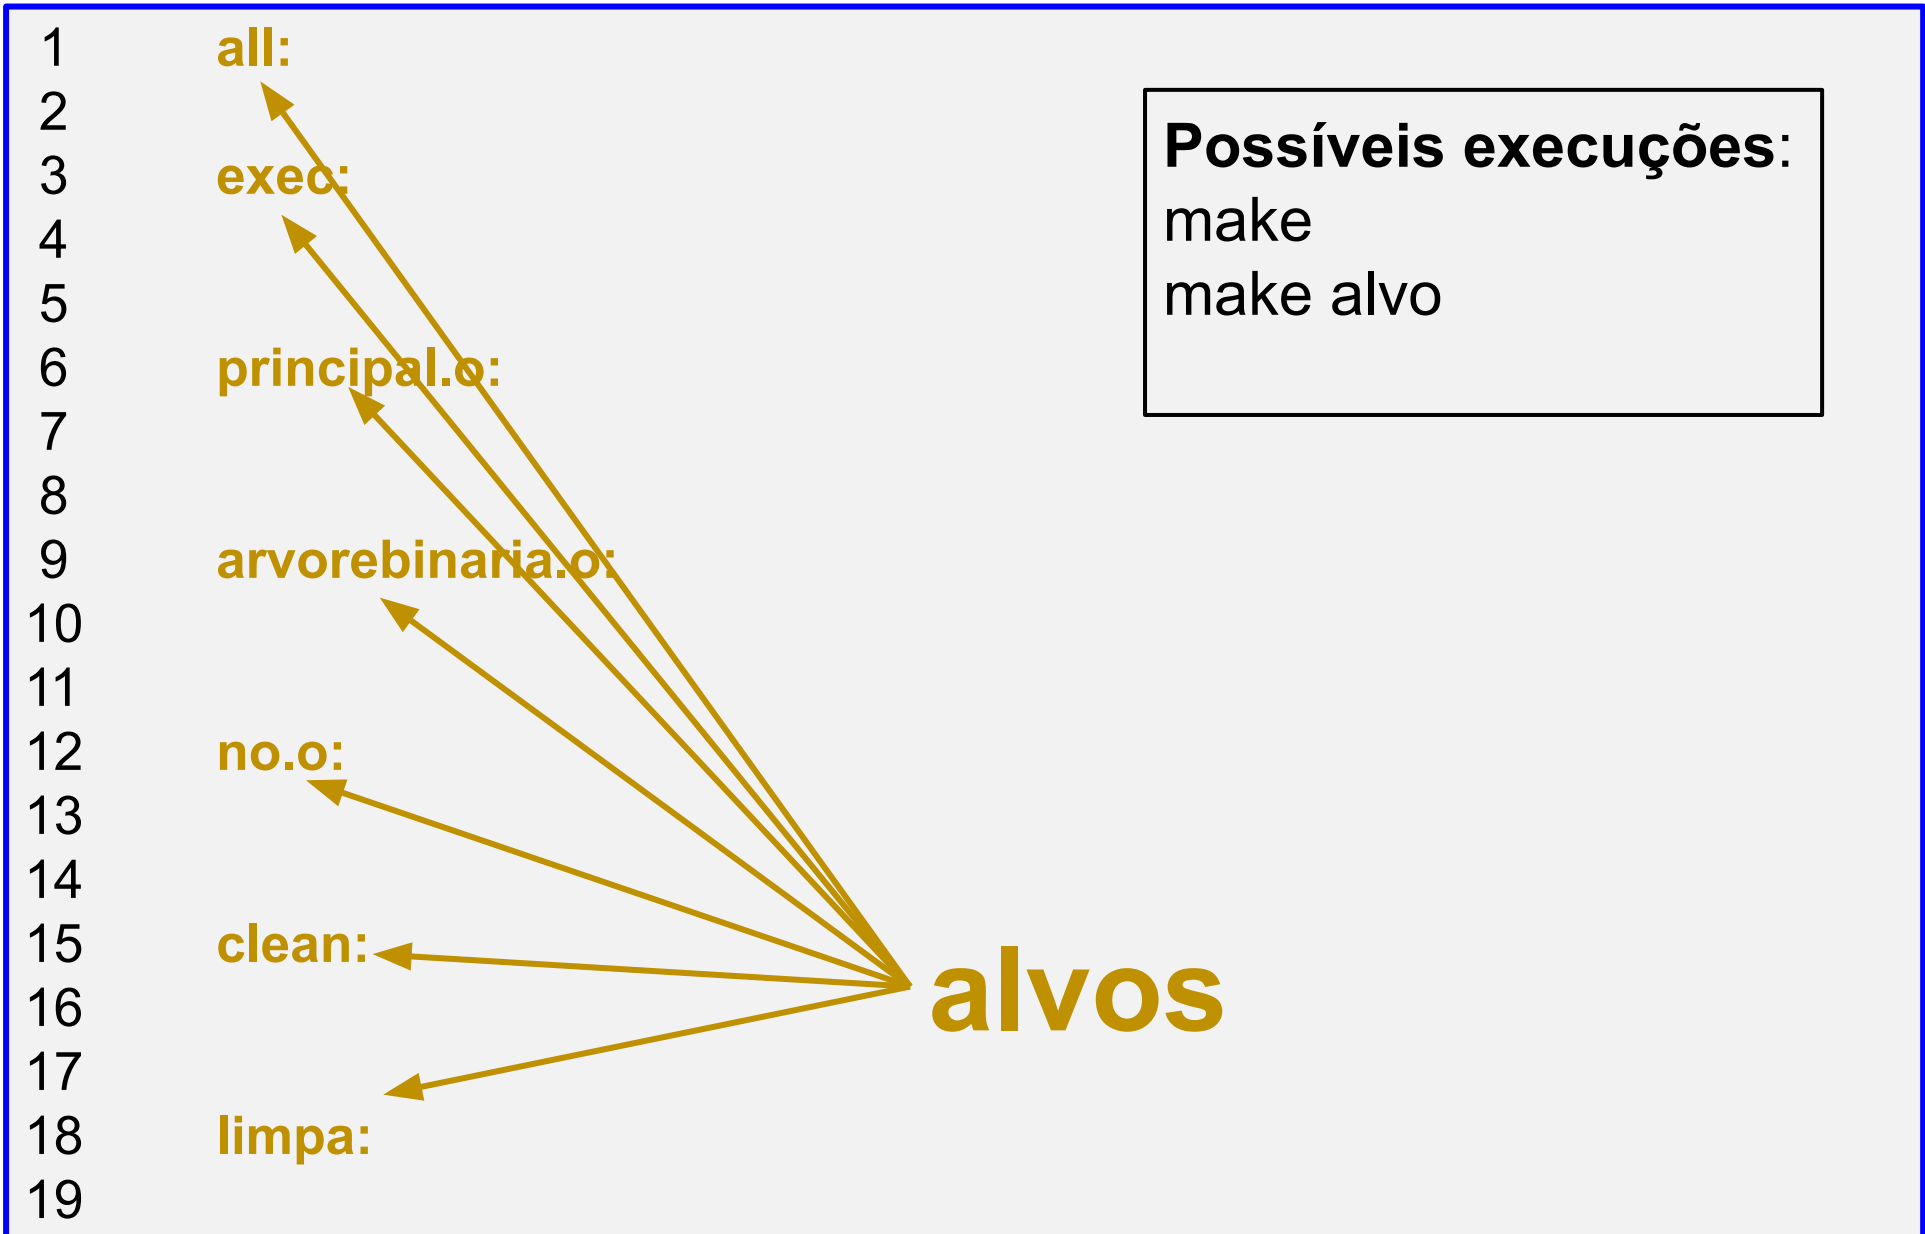 1 all:
2
3 exec:
4
5
6 principal.o:
7
8
9 arvorebinaria.o:
10
11
12 no.o:
13
14
15 clean:
16
17
18 limpa:
19
Possíveis execuções:
make
make alvo
alvos